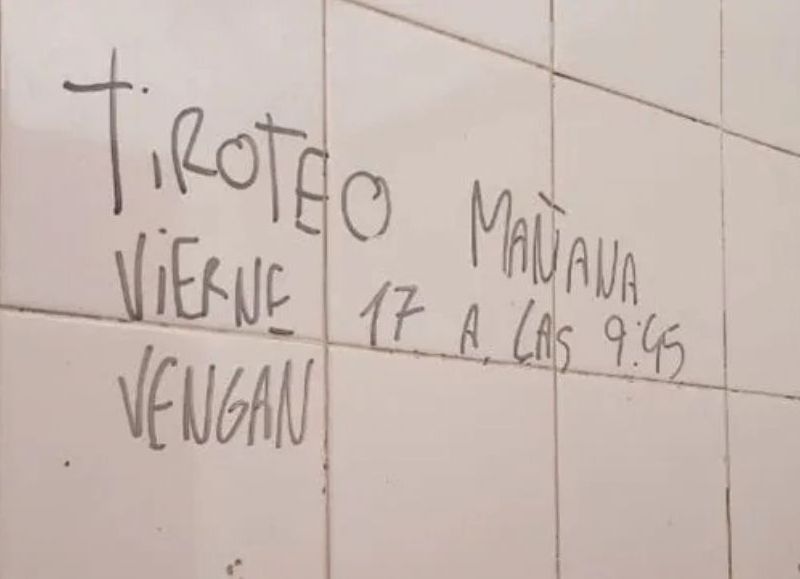 TiROTEO MAÑANA
ViERNE 17 A LAS 9:45
VENGAN